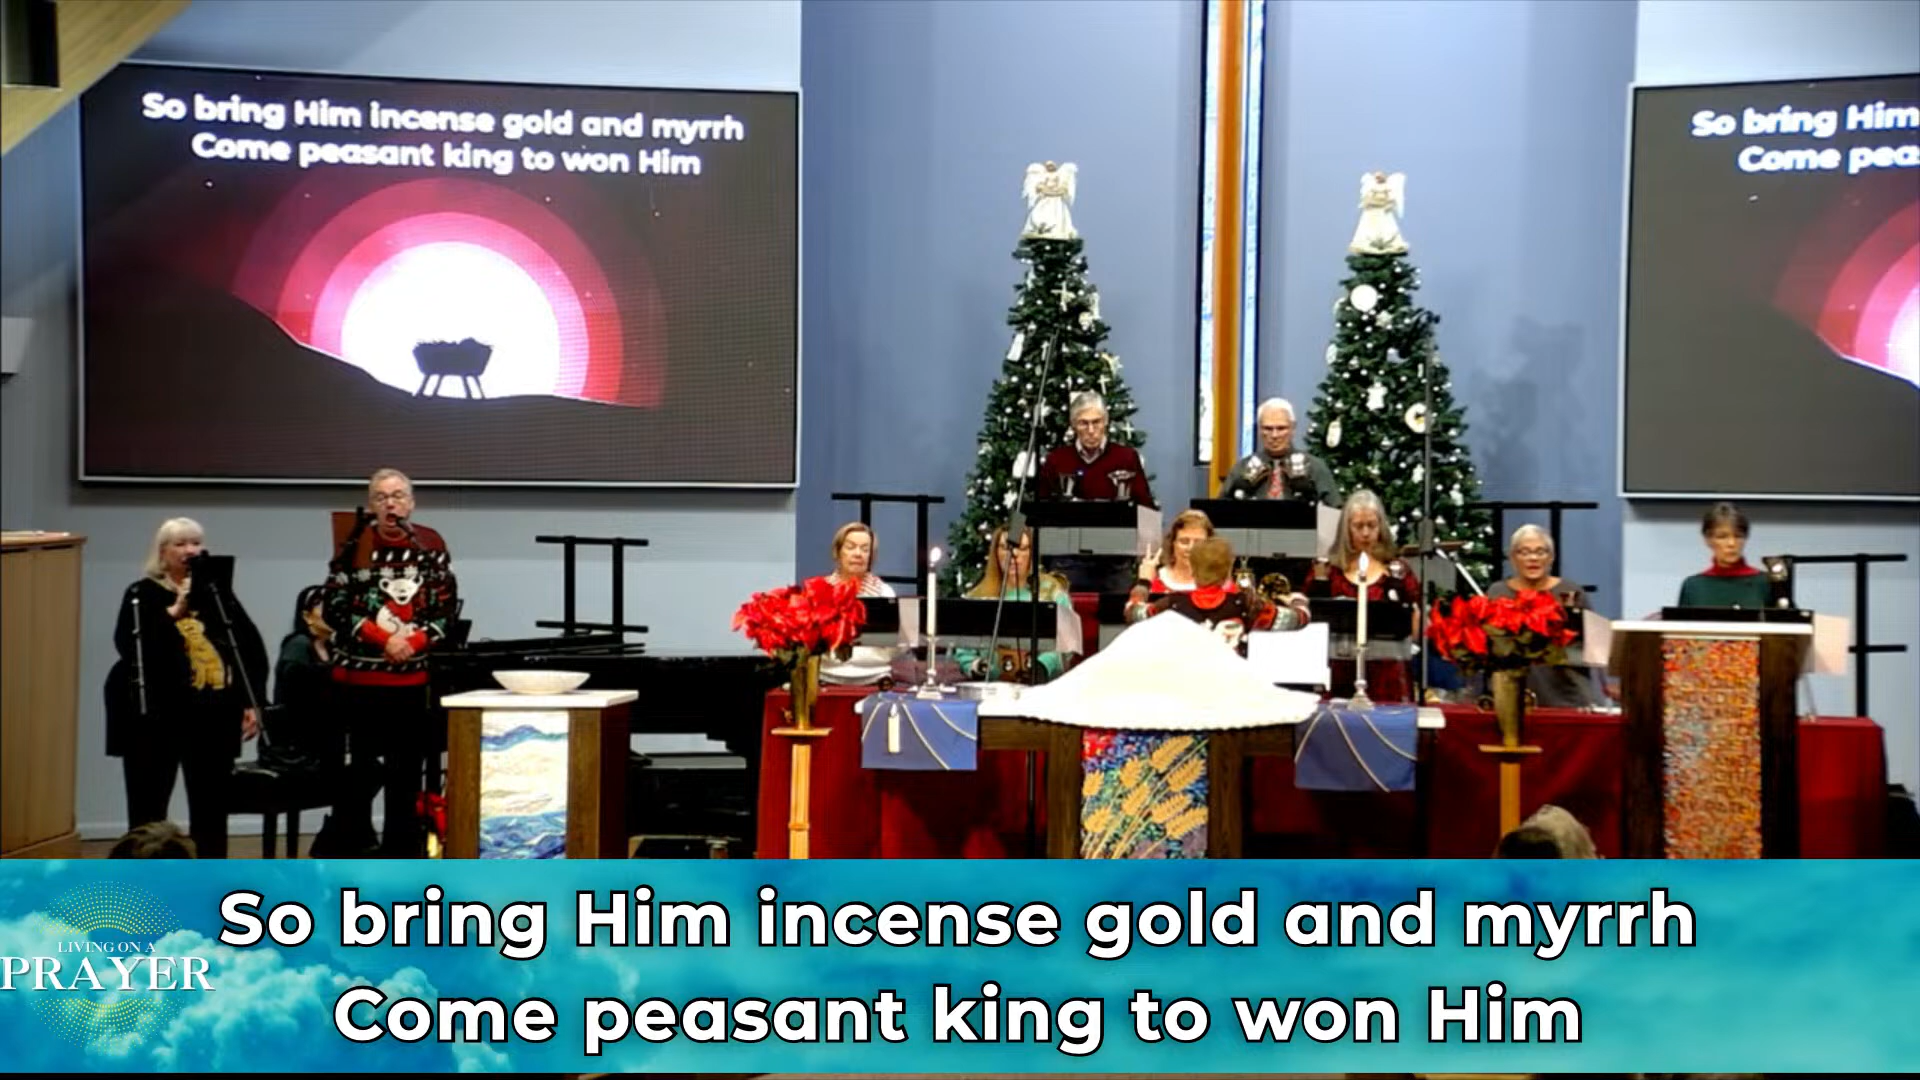 So bring Him incense gold and myrrh
Come peasant king to won Him
So bring Him
Come pea
So bring Him incense gold and myrrh
Come peasant king to won Him
LIVING ON A
PRAYER